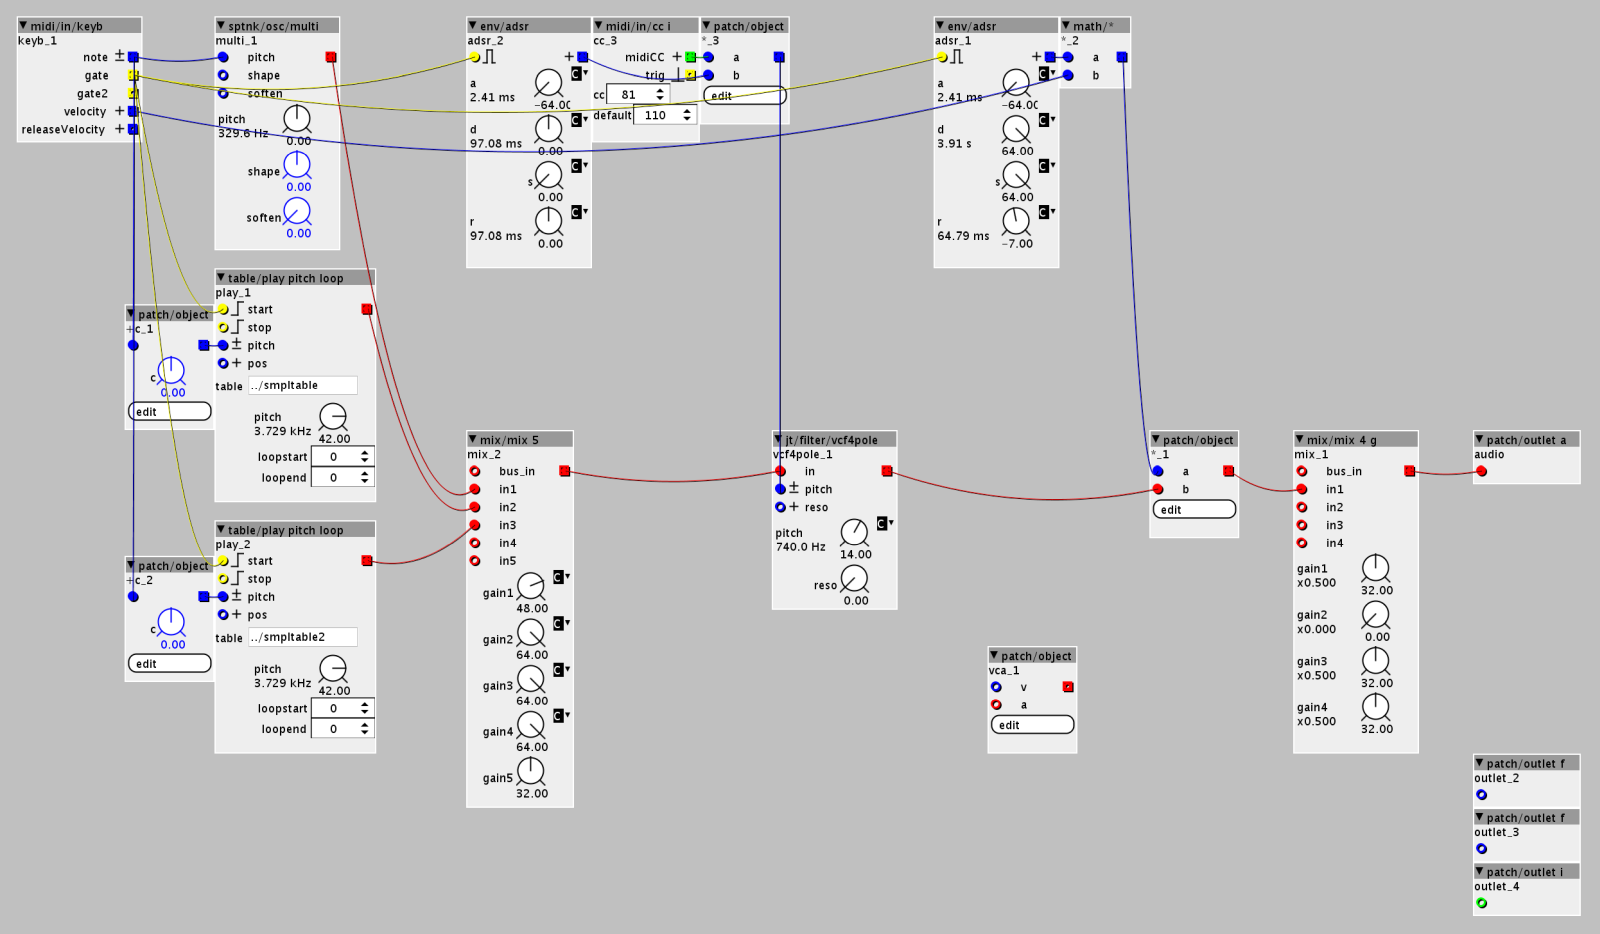 midi/in/keyb
keyb_1
note ±
gate
gate2
velocity +
releaseVelocity +
sptnk/osc/multi
multi_1
pitch
shape
soften
pitch
329.6 Hz
0.00
shape
0.00
soften
0.00
env/adsr
adsr_2
+
a
2.41 ms
C
-64.00
d
97.08 ms
C
0.00
s
C
0.00
r
97.08 ms
C
0.00
midi/in/cc i
cc_3
midiCC +
trig
cc 81
default 110
patch/object
*_3
a
b
edit
env/adsr
adsr_1
+
a
2.41 ms
C
-64.00
d
3.91 s
C
64.00
s
C
64.00
r
64.79 ms
C
-7.00
math/*
*_2
a
b
patch/object
+c_1
c
0.00
edit
table/play pitch loop
play_1
start
stop
± pitch
+ pos
table ../smpltable
pitch
3.729 kHz
42.00
loopstart 0
loopend 0
patch/object
+c_2
c
0.00
edit
table/play pitch loop
play_2
start
stop
± pitch
+ pos
table ../smpltable2
pitch
3.729 kHz
42.00
loopstart 0
loopend 0
mix/mix 5
mix_2
bus_in
in1
in2
in3
in4
in5
gain1
C
48.00
gain2
C
64.00
gain3
C
64.00
gain4
C
64.00
gain5
32.00
jt/filter/vcf4pole
vcf4pole_1
in
± pitch
+ reso
pitch
740.0 Hz
C
14.00
reso
0.00
patch/object
vca_1
v
a
edit
patch/object
*_1
a
b
edit
mix/mix 4 g
mix_1
bus_in
in1
in2
in3
in4
gain1
x0.500
32.00
gain2
x0.000
0.00
gain3
x0.500
32.00
gain4
x0.500
32.00
patch/outlet a
audio
patch/outlet f
outlet_2
patch/outlet f
outlet_3
patch/outlet i
outlet_4